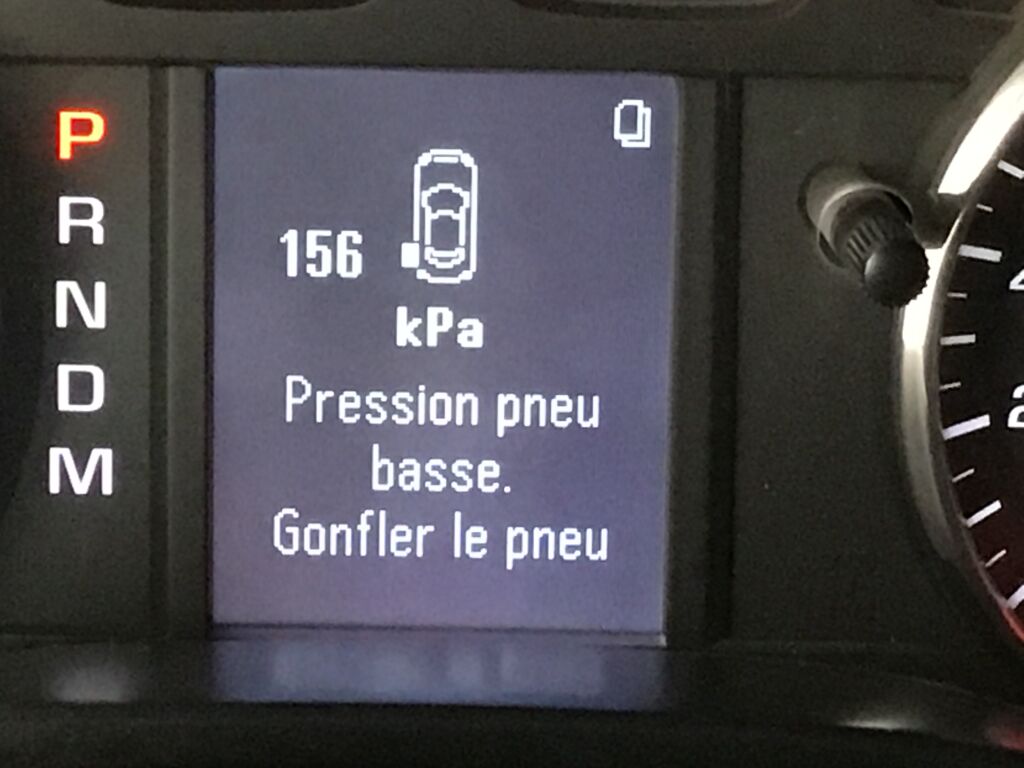 P
R
N
D
M
156
kPa
Pression pneu
basse.
Gonfler le pneu